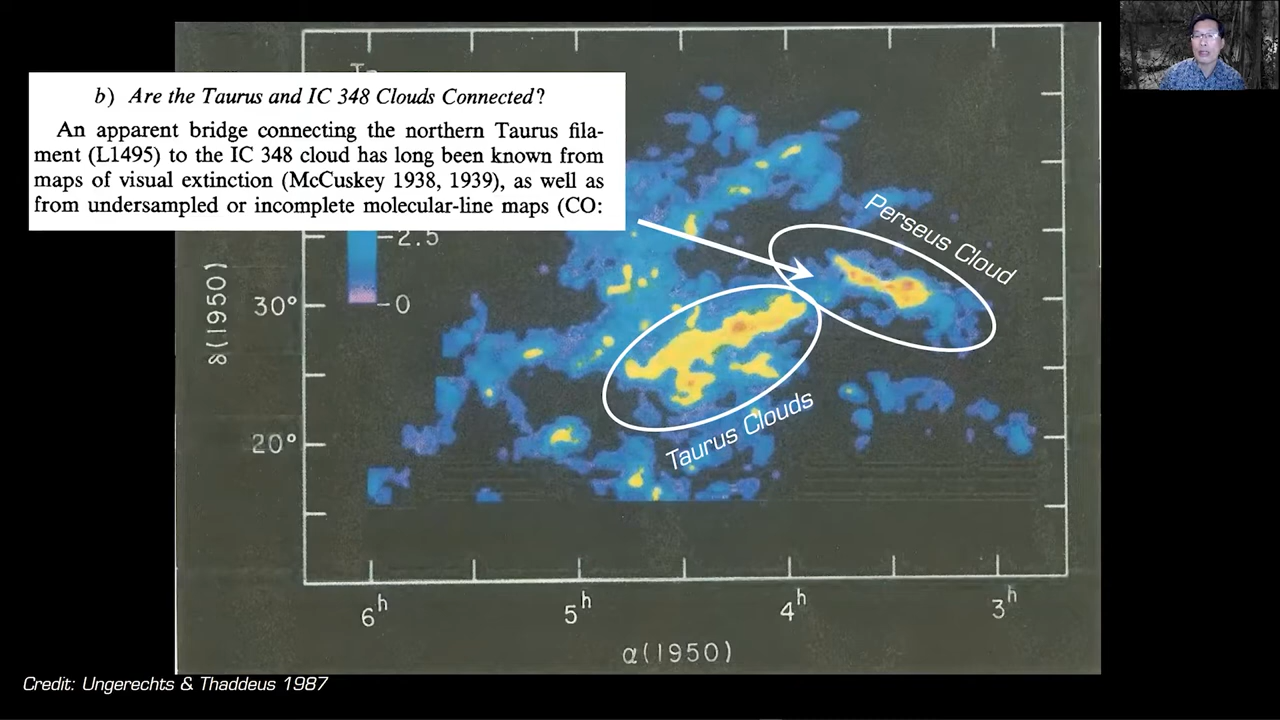 b) Are the Taurus and IC 348 Clouds Connected?
An apparent bridge connecting the northern Taurus fila-
ment (L1495) to the IC 348 cloud has long been known from
maps of visual extinction (McCuskey 1938, 1939), as well as
from undersampled or incomplete molecular-line maps (CO:
-2.5
-0
Perseus Cloud
Taurus Clouds
δ(1950)
30°
20°
6h
5h
4h
3h
α(1950)
Credit: Ungerechts & Thaddeus 1987